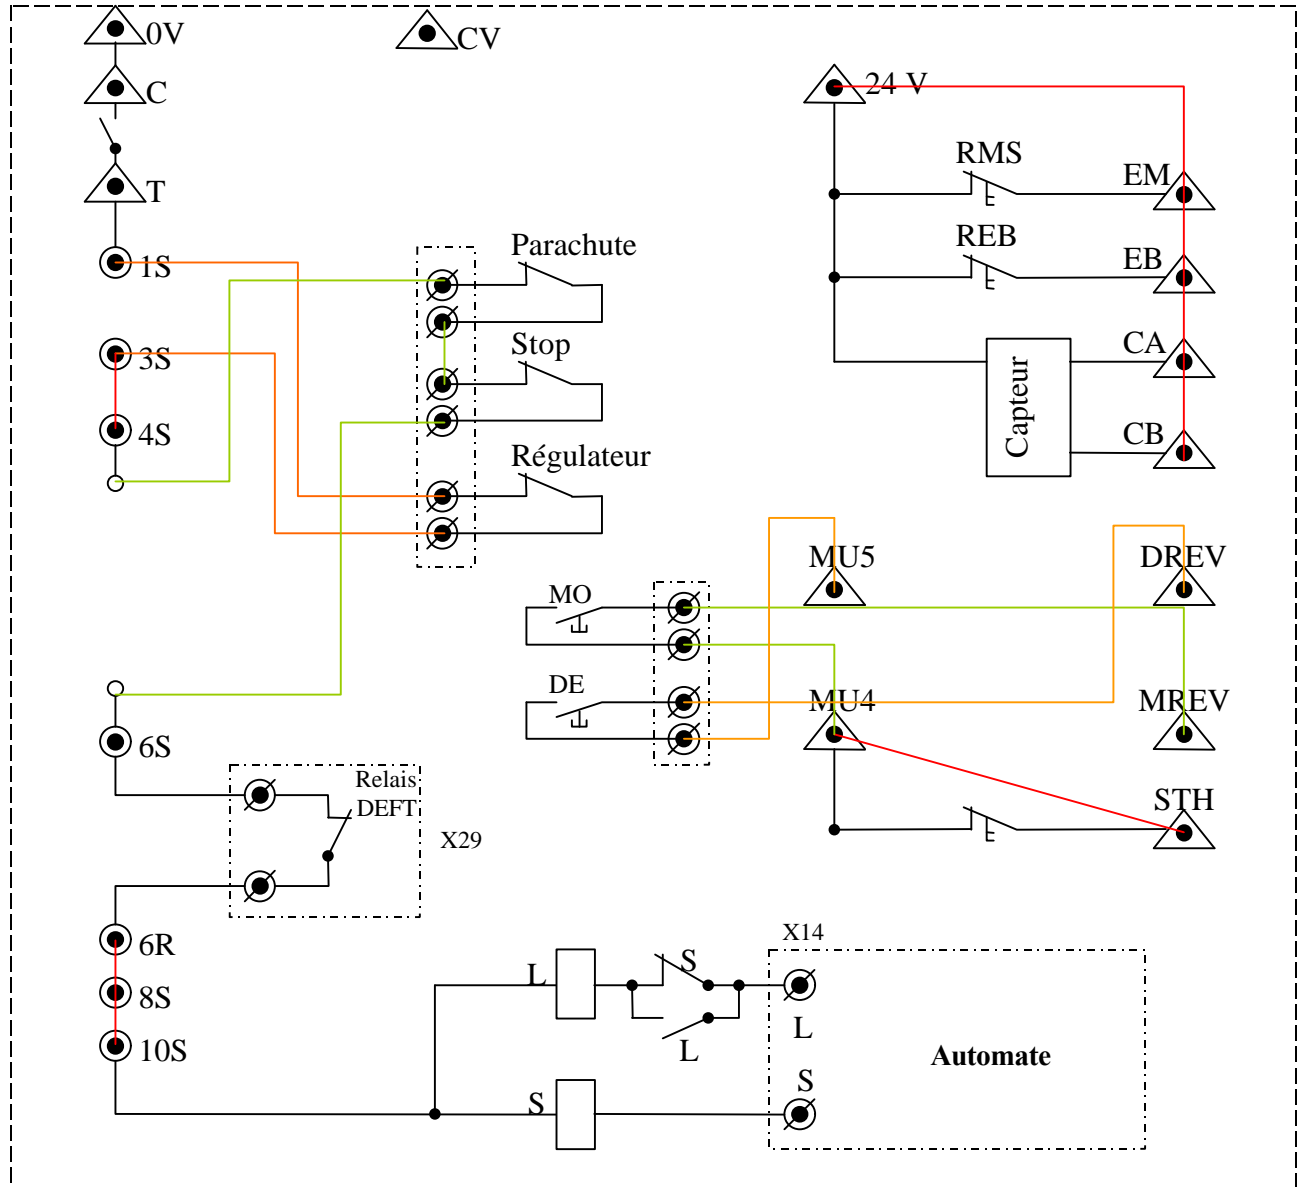 0V
CV
C
24 V
T
RMS
EM
1S
Parachute
REB
EB
3S
Stop
CA
4S
Capteur
CB
Régulateur
MU5
DREV
MO
DE
MU4
MREV
6S
Relais
DEFT
X29
STH
6R
8S
10S
L
S
L
X14
L
S
S
Automate